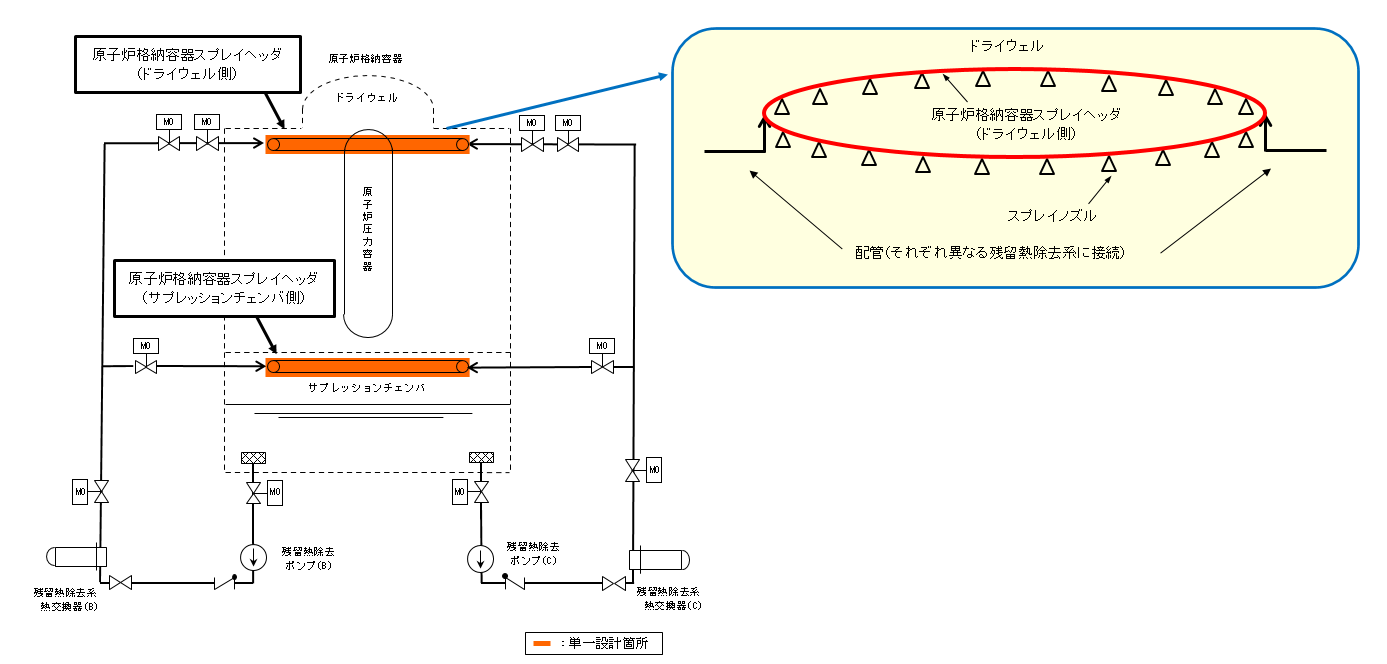 原子炉格納容器スプレイヘッダ
(ドライウェル側)
原子炉格納容器
ドライウェル
MO
MO
MO
MO
原子炉圧力容器
原子炉格納容器スプレイヘッダ
(サプレッションチェンバ側)
MO
MO
サプレッションチェンバ
MO
MO
MO
MO
残留熱除去
ポンプ(B)
残留熱除去
ポンプ(C)
残留熱除去系
熱交換器(B)
残留熱除去系
熱交換器(C)
:単一設計箇所
ドライウェル
原子炉格納容器スプレイヘッダ
(ドライウェル側)
スプレイノズル
配管(それぞれ異なる残留熱除去系に接続)